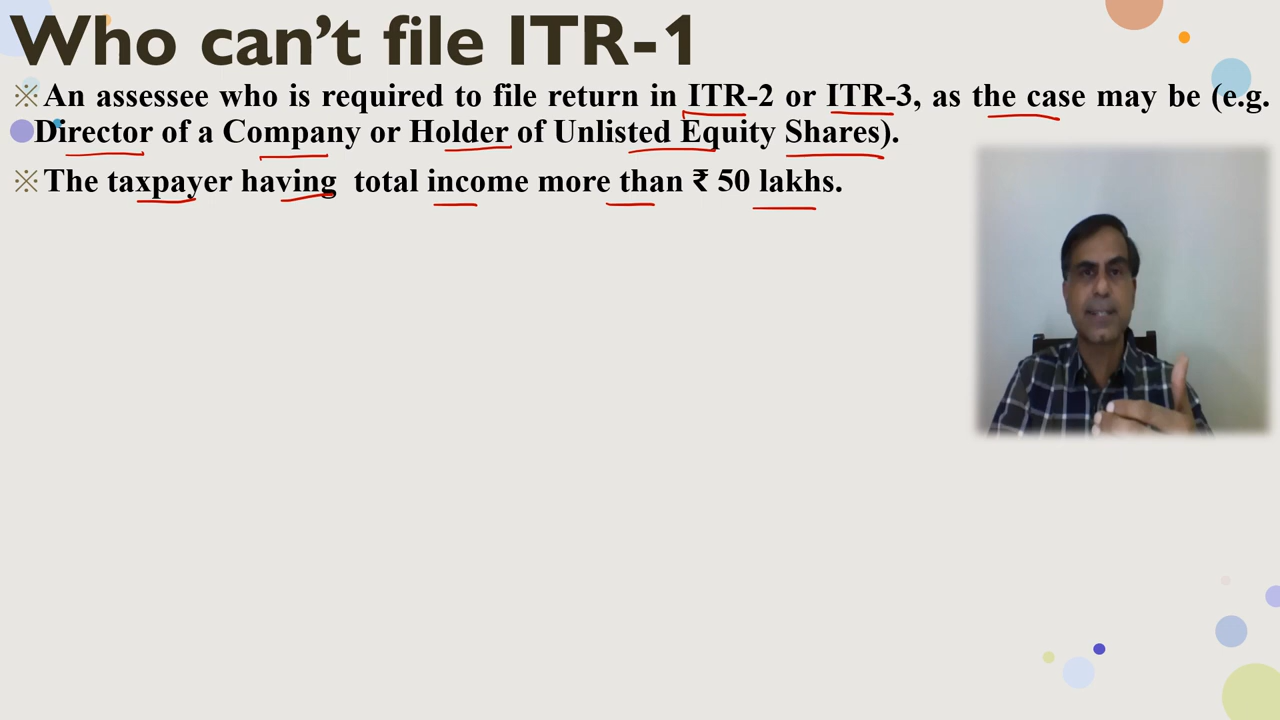 Who can't file ITR-1
※An assessee who is required to file return in ITR-2 or ITR-3, as the case may be (e.g.
Director of a Company or Holder of Unlisted Equity Shares).
※The taxpayer having total income more than ₹ 50 lakhs.